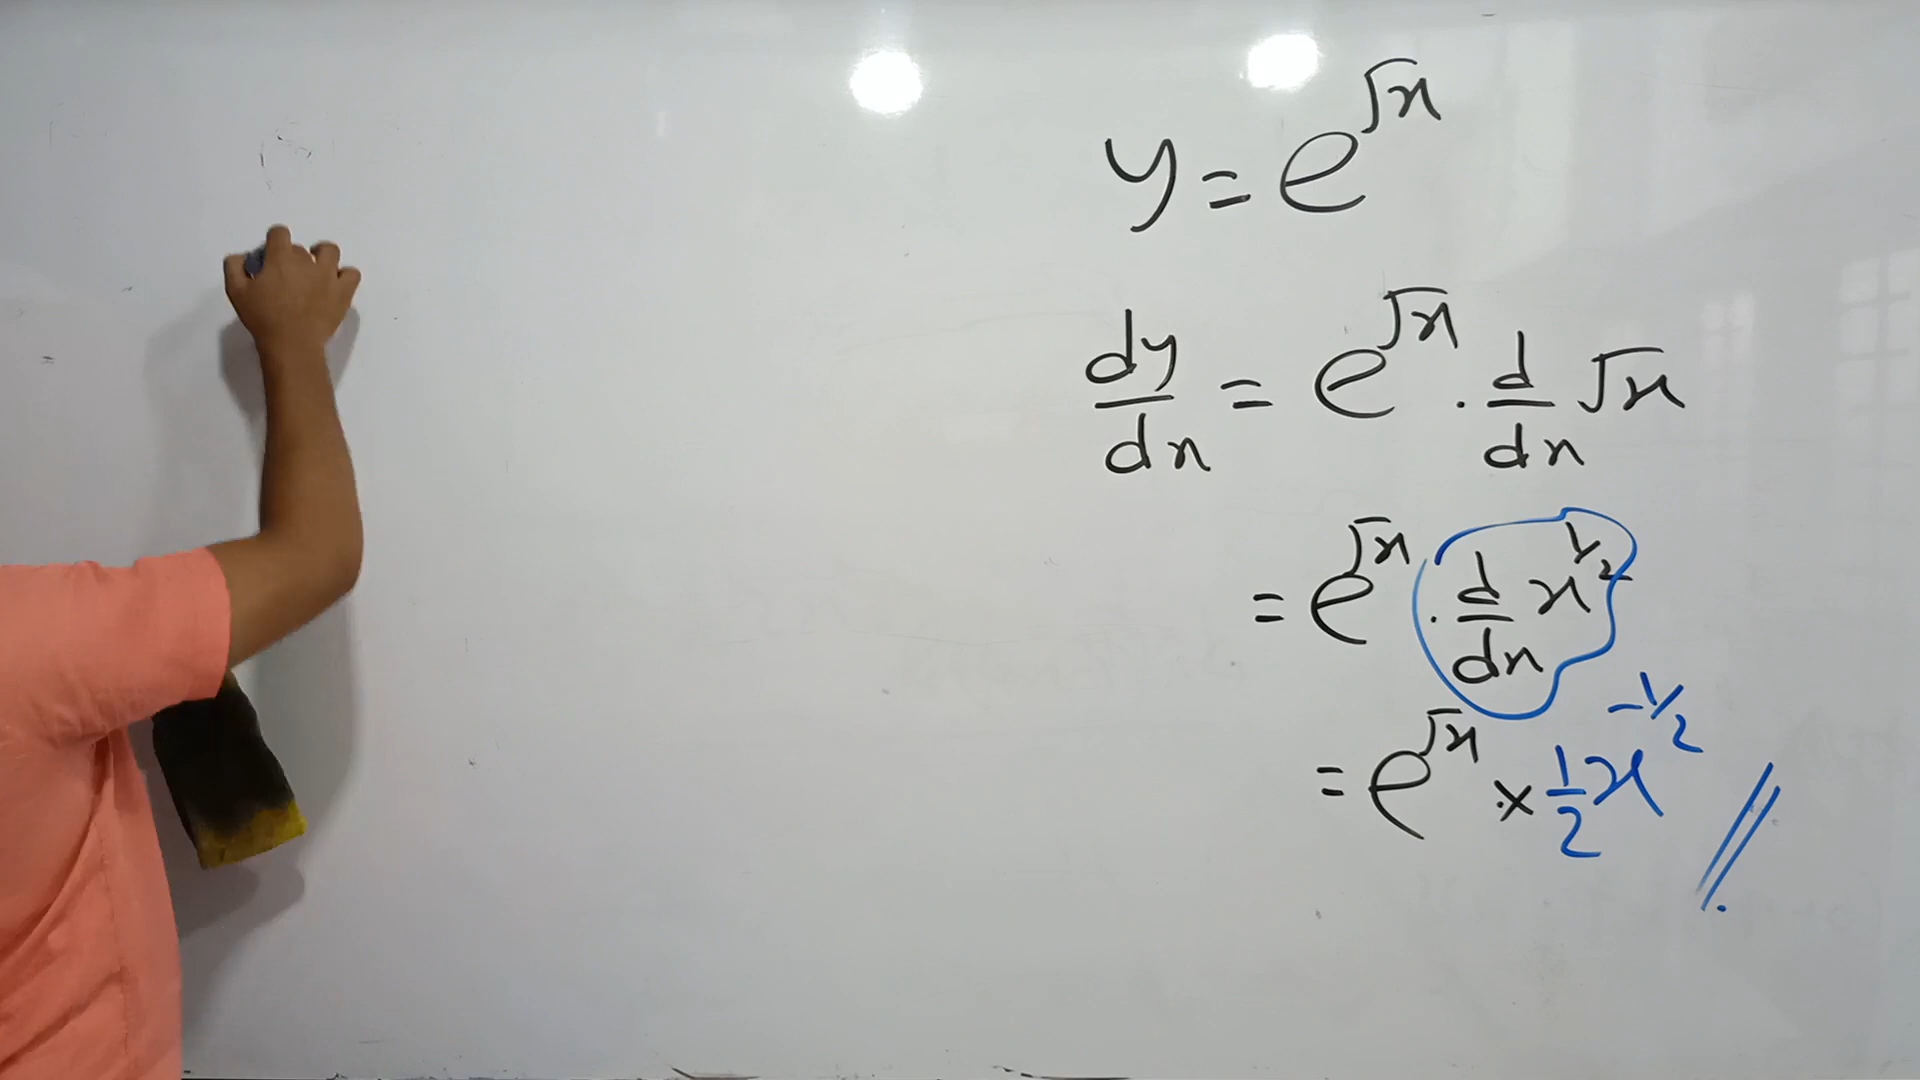 y = e^√x
dy/dx = e^√x . d/dx √x
= e^√x . d/dx x^1/2
= e^√x × 1/2 x^-1/2 //.